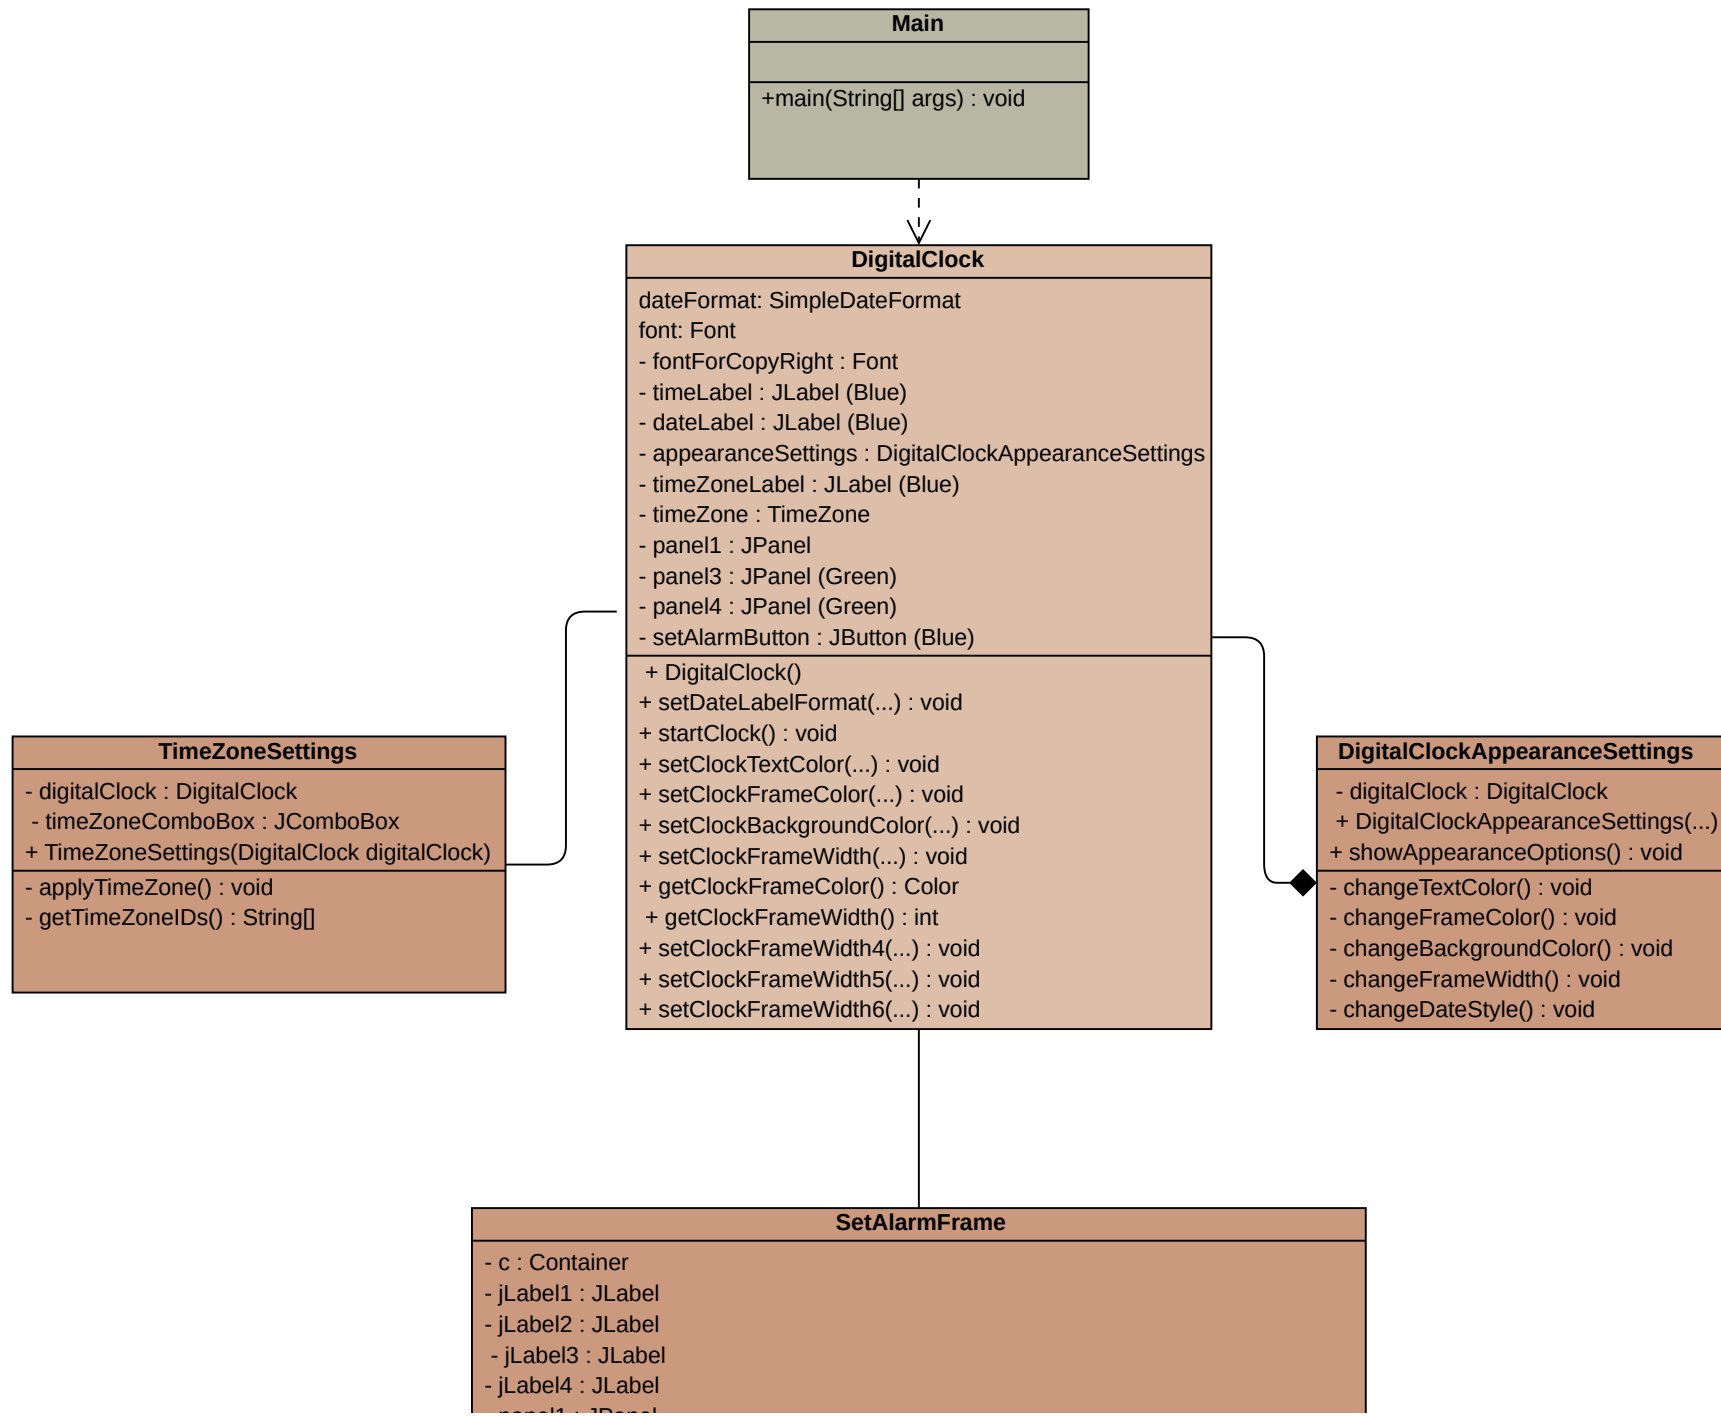 Main
+main(String[] args) : void
DigitalClock
dateFormat: SimpleDateFormat
font: Font
- fontForCopyRight : Font
- timeLabel : JLabel (Blue)
- dateLabel : JLabel (Blue)
- appearanceSettings : DigitalClockAppearanceSettings
- timeZoneLabel : JLabel (Blue)
- timeZone : TimeZone
- panel1 : JPanel
- panel3 : JPanel (Green)
- panel4 : JPanel (Green)
- setAlarmButton : JButton (Blue)
+ DigitalClock()
+ setDateLabelFormat(...) : void
+ startClock() : void
+ setClockTextColor(...) : void
+ setClockFrameColor(...) : void
+ setClockBackgroundColor(...) : void
+ setClockFrameWidth(...) : void
+ getClockFrameColor() : Color
+ getClockFrameWidth() : int
+ setClockFrameWidth4(...) : void
+ setClockFrameWidth5(...) : void
+ setClockFrameWidth6(...) : void
TimeZoneSettings
- digitalClock : DigitalClock
- timeZoneComboBox : JComboBox
+ TimeZoneSettings(DigitalClock digitalClock)
- applyTimeZone() : void
- getTimeZoneIDs() : String[]
DigitalClockAppearanceSettings
- digitalClock : DigitalClock
+ DigitalClockAppearanceSettings(...)
+ showAppearanceOptions() : void
- changeTextColor() : void
- changeFrameColor() : void
- changeBackgroundColor() : void
- changeFrameWidth() : void
- changeDateStyle() : void
SetAlarmFrame
- c : Container
- jLabel1 : JLabel
- jLabel2 : JLabel
- jLabel3 : JLabel
- jLabel4 : JLabel
- panel1 : JPanel